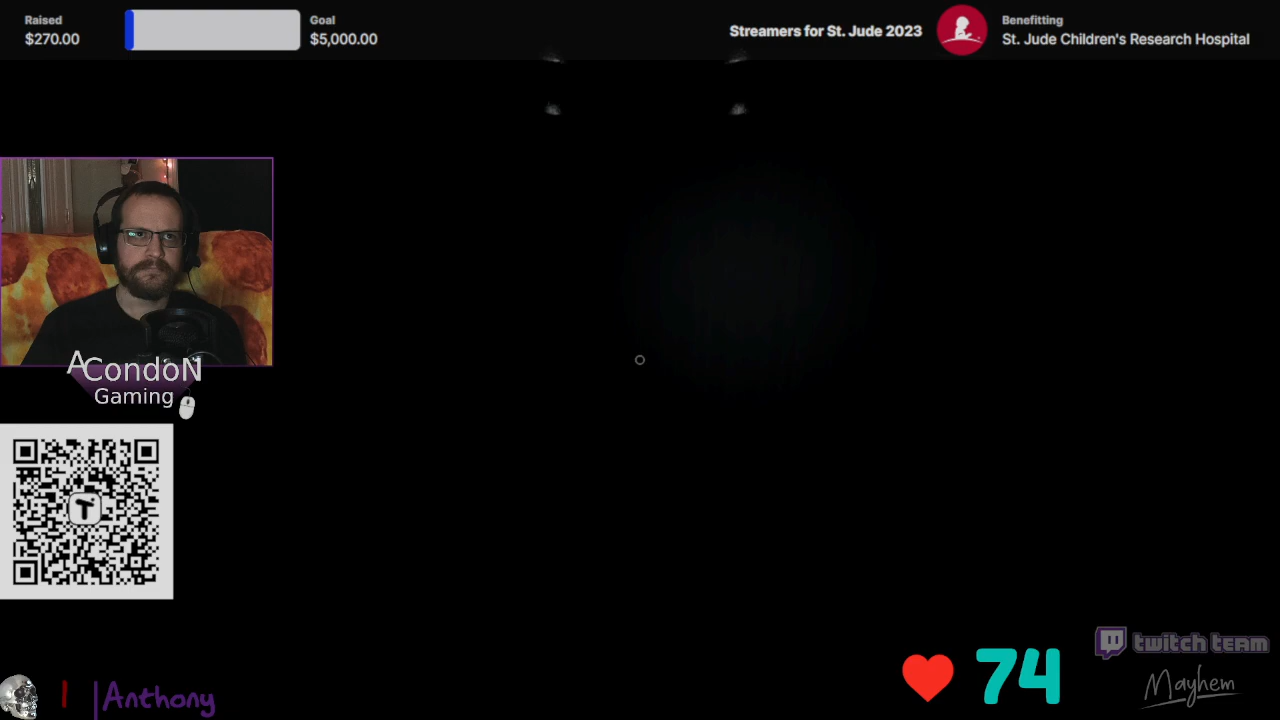 Raised
$270.00
Goal
$5,000.00
Streamers for St. Jude 2023
Benefitting
St. Jude Children's Research Hospital
ACondoN
Gaming
T
74
twitch team
Mayhem
1 |Anthony